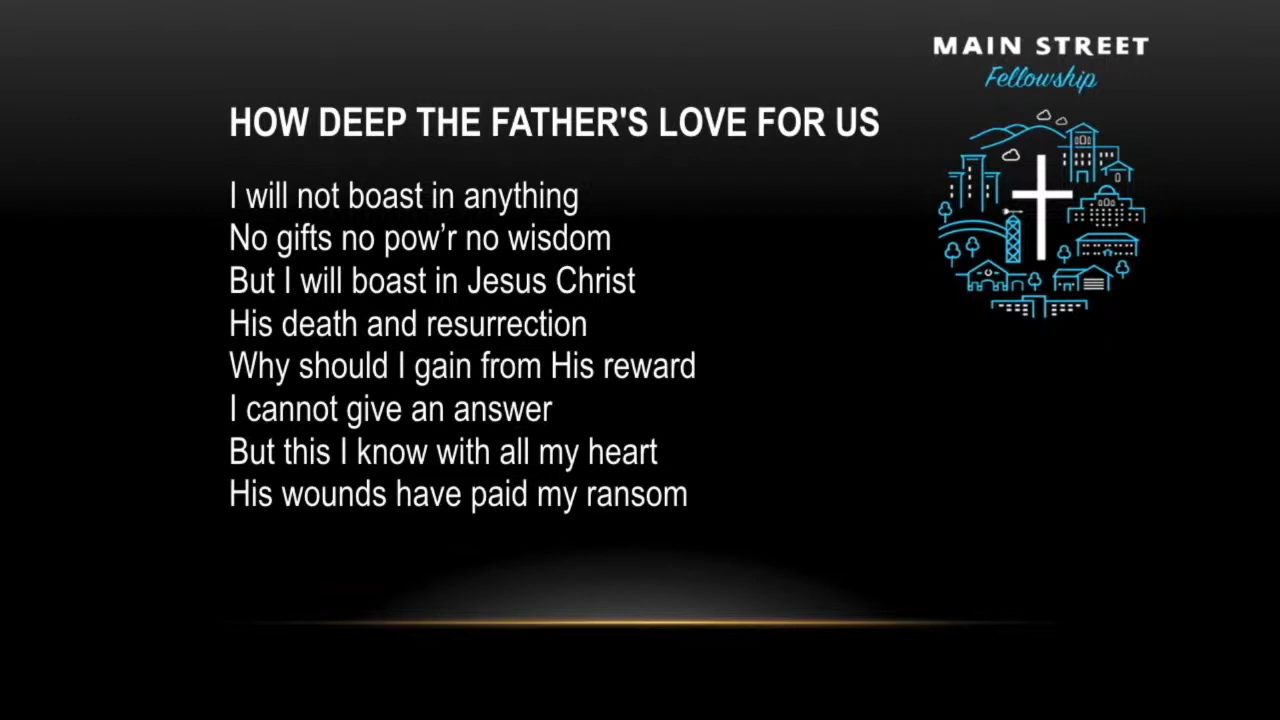 MAIN STREET
Fellowship
HOW DEEP THE FATHER'S LOVE FOR US
I will not boast in anything
No gifts no pow’r no wisdom
But I will boast in Jesus Christ
His death and resurrection
Why should I gain from His reward
I cannot give an answer
But this I know with all my heart
His wounds have paid my ransom